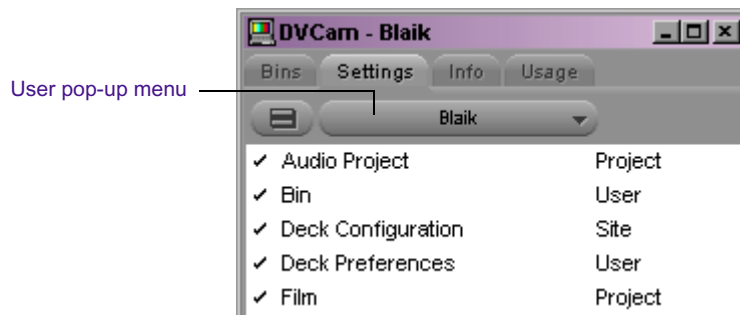 DVCam - Blaik
Bins Settings Info Usage
User pop-up menu
Blaik
Audio Project Project
Bin User
Deck Configuration Site
Deck Preferences User
Film Project